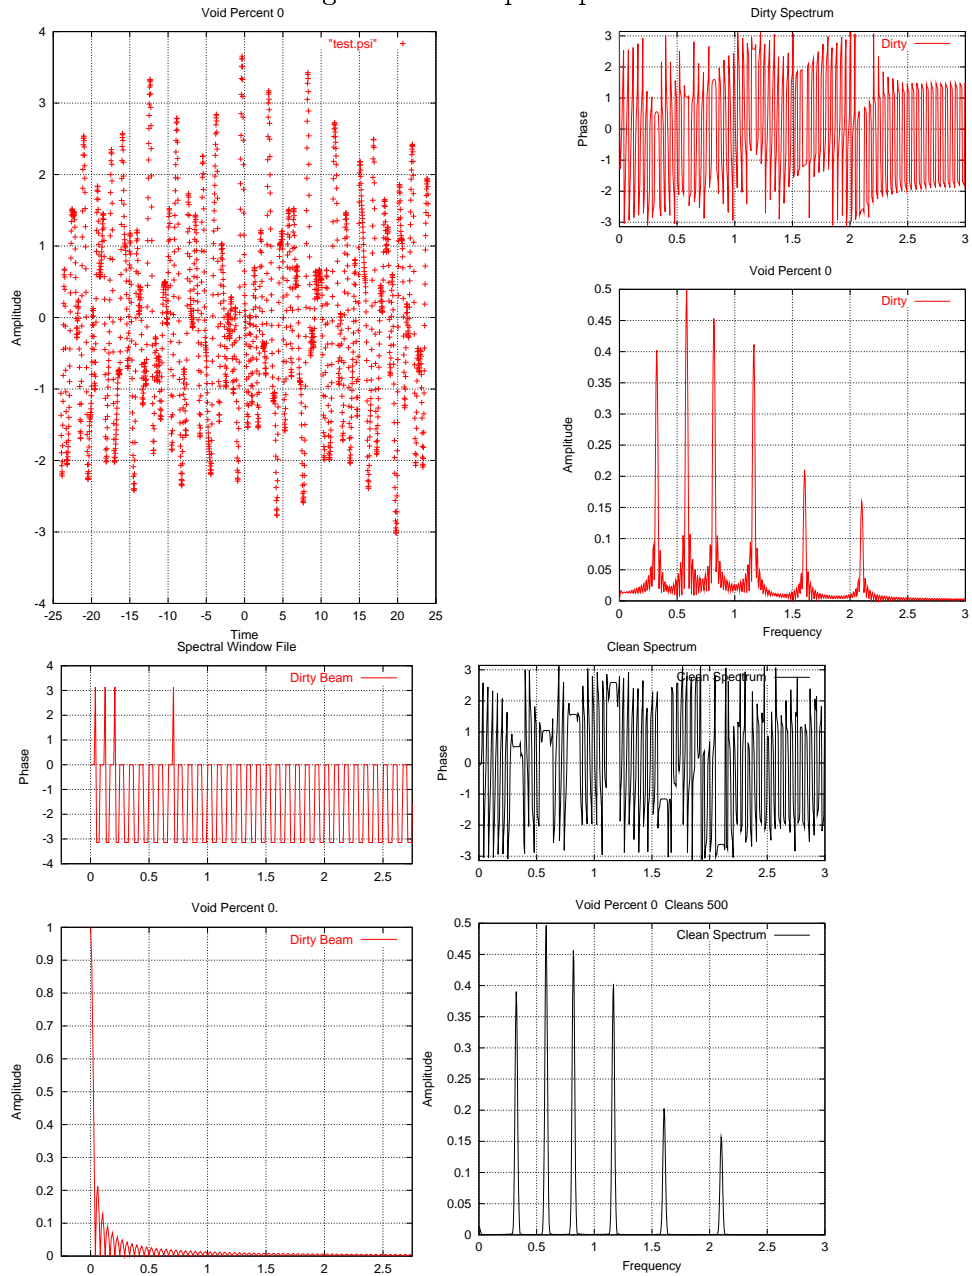 Void Percent 0
"test.psi"
4
3
2
1
0
-1
-2
-3
-4
Amplitude
-25 -20 -15 -10 -5 0 5 10 15 20 25
Time
Dirty Spectrum
Dirty
3
2
1
0
-1
-2
-3
Phase
0 0.5 1 1.5 2 2.5 3
Void Percent 0
Dirty
0.5
0.45
0.4
0.35
0.3
0.25
0.2
0.15
0.1
0.05
0
Amplitude
0 0.5 1 1.5 2 2.5 3
Frequency
Spectral Window File
Dirty Beam
4
3
2
1
0
-1
-2
-3
-4
Phase
0 0.5 1 1.5 2 2.5
Clean Spectrum
Clean Spectrum
3
2
1
0
-1
-2
-3
Phase
0 0.5 1 1.5 2 2.5 3
Void Percent 0.
Dirty Beam
1
0.9
0.8
0.7
0.6
0.5
0.4
0.3
0.2
0.1
0
Amplitude
0 0.5 1 1.5 2 2.5
Void Percent 0 Cleans 500
Clean Spectrum
0.5
0.45
0.4
0.35
0.3
0.25
0.2
0.15
0.1
0.05
0
Amplitude
0 0.5 1 1.5 2 2.5 3
Frequency